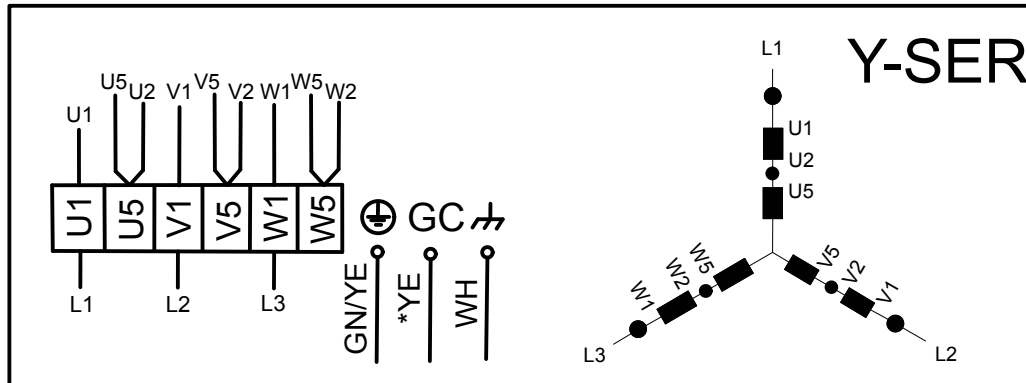 Y-SER
U1
U5
U2
V1
V5
V2
W1
W5
W2
U1 U5 V1 V5 W1 W5
GC
L1 L2 L3
GN/YE
*YE
WH
L1
U1
U2
U5
W5
W2
W1
V5
V2
V1
L3
L2